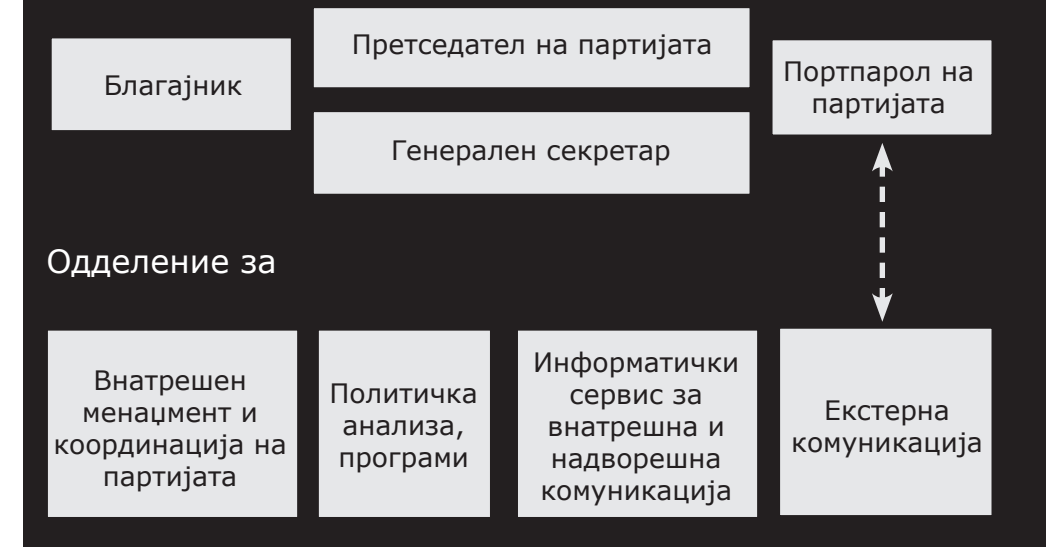 Благајник
Претседател на партијата
Генерален секретар
Портпарол на
партијата
Одделение за
Внатрешен
менаџмент и
координација на
партијата
Политичка
анализа,
програми
Информатички
сервис за
внатрешна и
надворешна
комуникација
Екстерна
комуникација